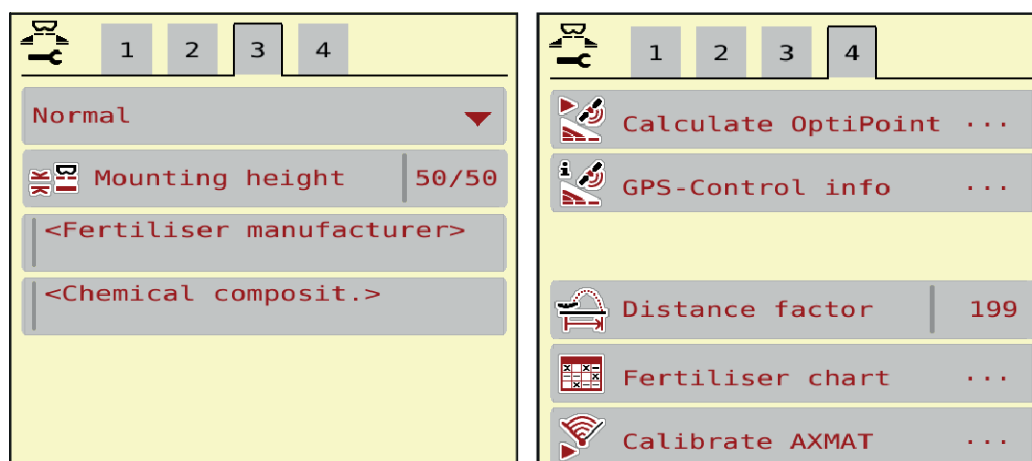 1 2 3 4
Normal
Mounting height 50/50
<Fertiliser manufacturer>
<Chemical composit.>
1 2 3 4
Calculate OptiPoint ...
GPS-Control info ...
Distance factor 199
Fertiliser chart ...
Calibrate AXMAT ...